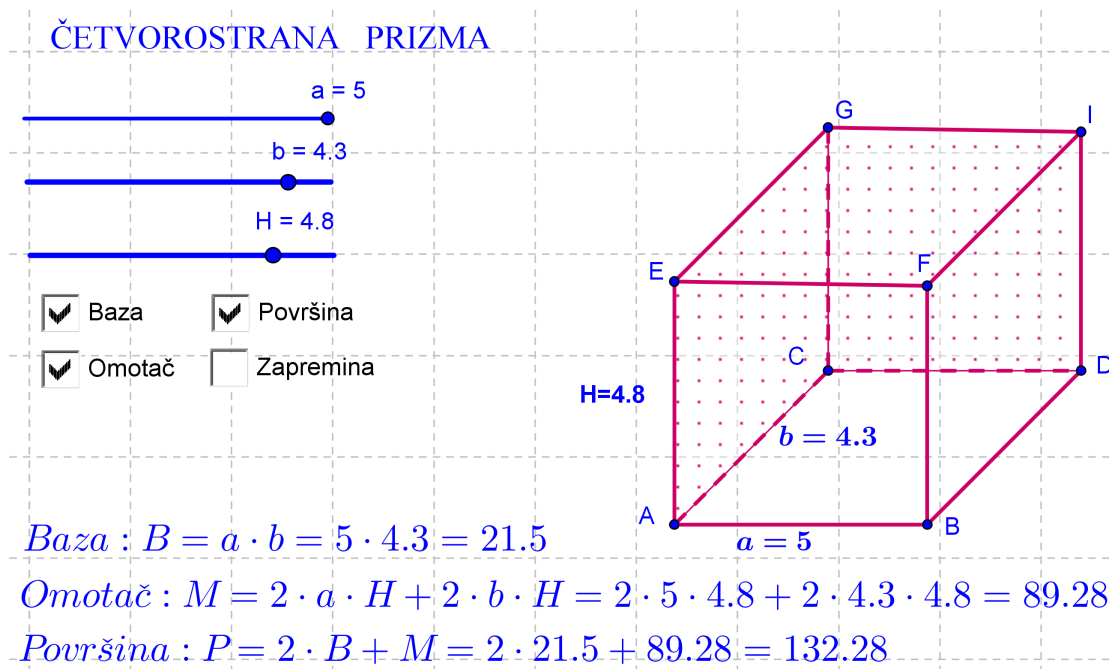 ČETVOROSTRANA PRIZMA
a = 5
b = 4.3
H = 4.8
Baza
Površina
Omotač
Zapremina
G
I
E
F
C
D
H=4.8
b = 4.3
A
B
a = 5
Baza : B = a · b = 5 · 4.3 = 21.5
Omotač : M = 2 · a · H + 2 · b · H = 2 · 5 · 4.8 + 2 · 4.3 · 4.8 = 89.28
Površina : P = 2 · B + M = 2 · 21.5 + 89.28 = 132.28